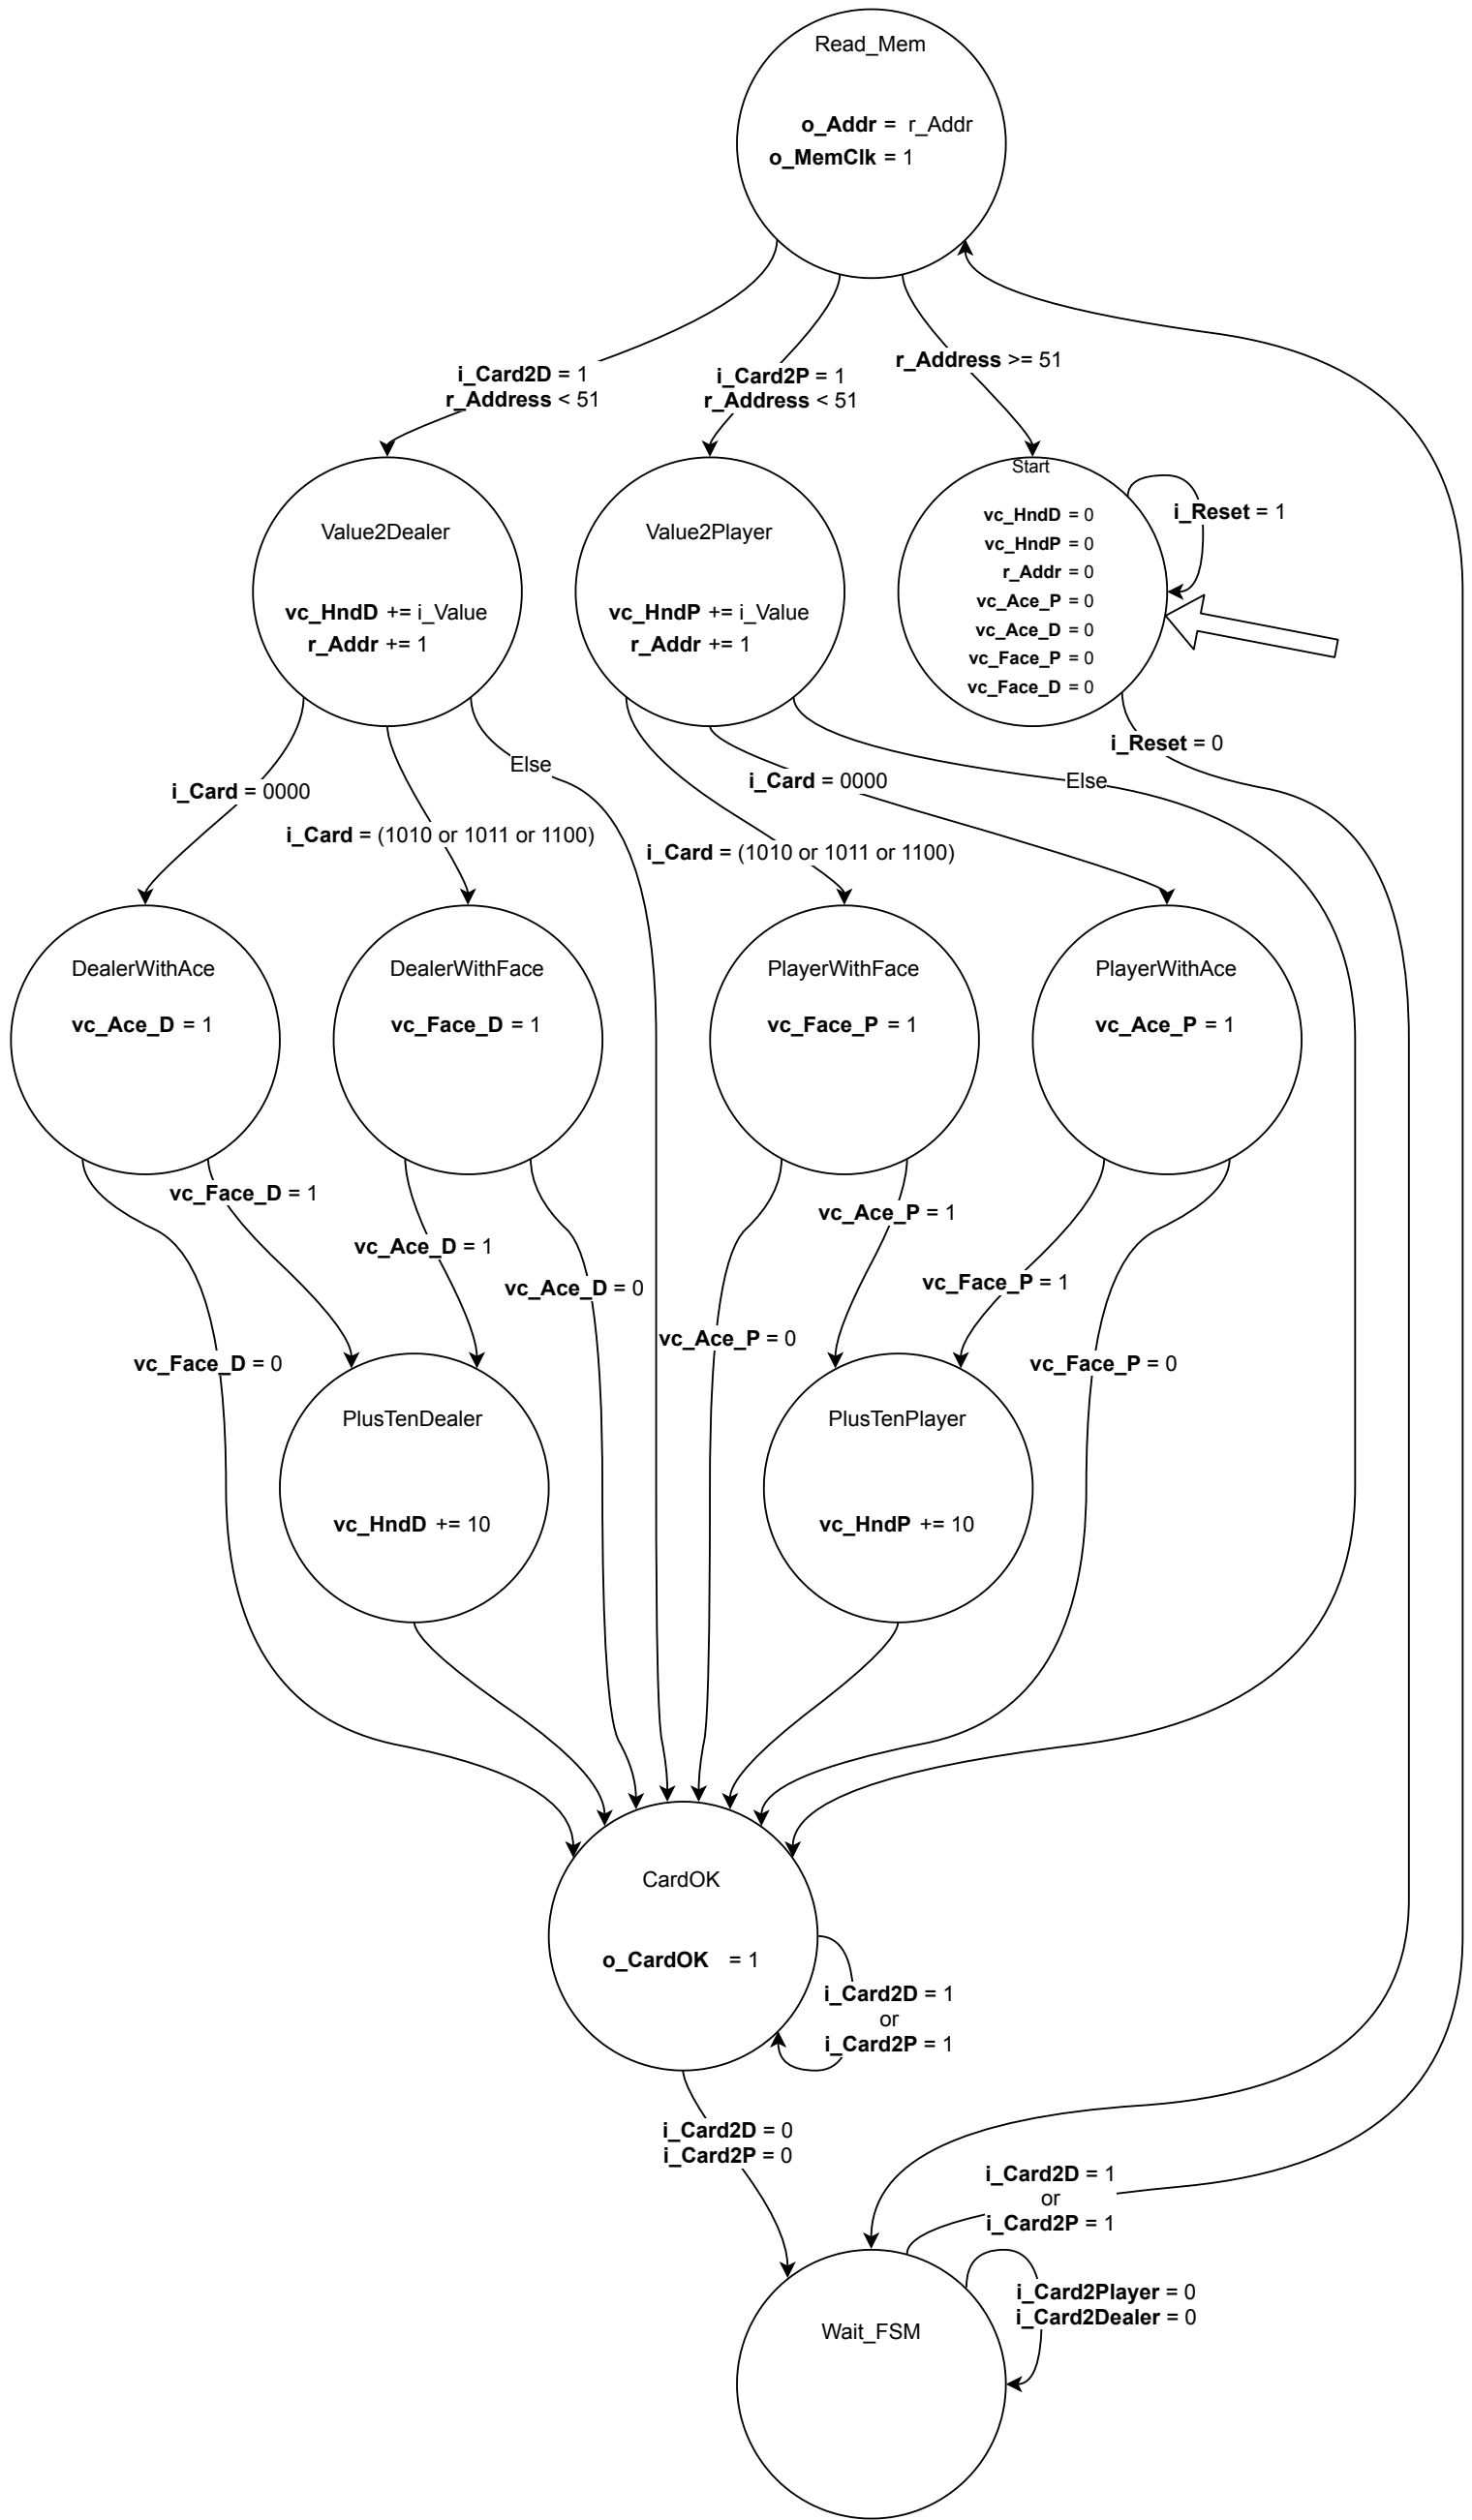 Read_Mem
o_Addr = r_Addr
o_MemClk = 1
i_Card2D = 1
r_Address < 51
i_Card2P = 1
r_Address < 51
r_Address >= 51
Value2Dealer
vc_HndD += i_Value
r_Addr += 1
Value2Player
vc_HndP += i_Value
r_Addr += 1
Start
vc_HndD = 0
vc_HndP = 0
r_Addr = 0
vc_Ace_P = 0
vc_Ace_D = 0
vc_Face_P = 0
vc_Face_D = 0
i_Reset = 1
i_Reset = 0
i_Card = 0000
i_Card = (1010 or 1011 or 1100)
Else
i_Card = (1010 or 1011 or 1100)
i_Card = 0000
Else
DealerWithAce
vc_Ace_D = 1
DealerWithFace
vc_Face_D = 1
PlayerWithFace
vc_Face_P = 1
PlayerWithAce
vc_Ace_P = 1
vc_Face_D = 1
vc_Ace_D = 1
vc_Ace_D = 0
vc_Ace_P = 1
vc_Face_P = 1
vc_Face_D = 0
vc_Ace_P = 0
vc_Face_P = 0
PlusTenDealer
vc_HndD += 10
PlusTenPlayer
vc_HndP += 10
CardOK
o_CardOK = 1
i_Card2D = 1
or
i_Card2P = 1
i_Card2D = 0
i_Card2P = 0
i_Card2D = 1
or
i_Card2P = 1
i_Card2Player = 0
i_Card2Dealer = 0
Wait_FSM